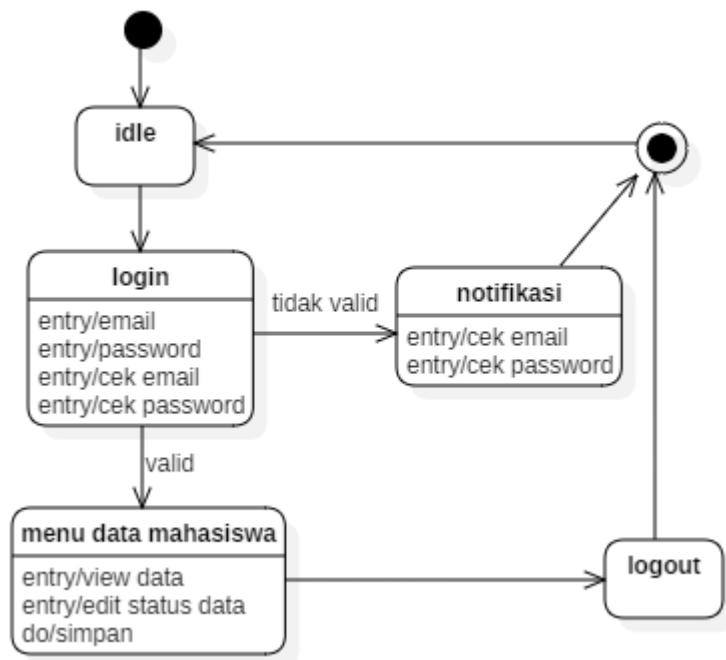 idle
login
entry/email
entry/password
entry/cek email
entry/cek password
tidak valid
notifikasi
entry/cek email
entry/cek password
valid
menu data mahasiswa
entry/view data
entry/edit status data
do/simpan
logout